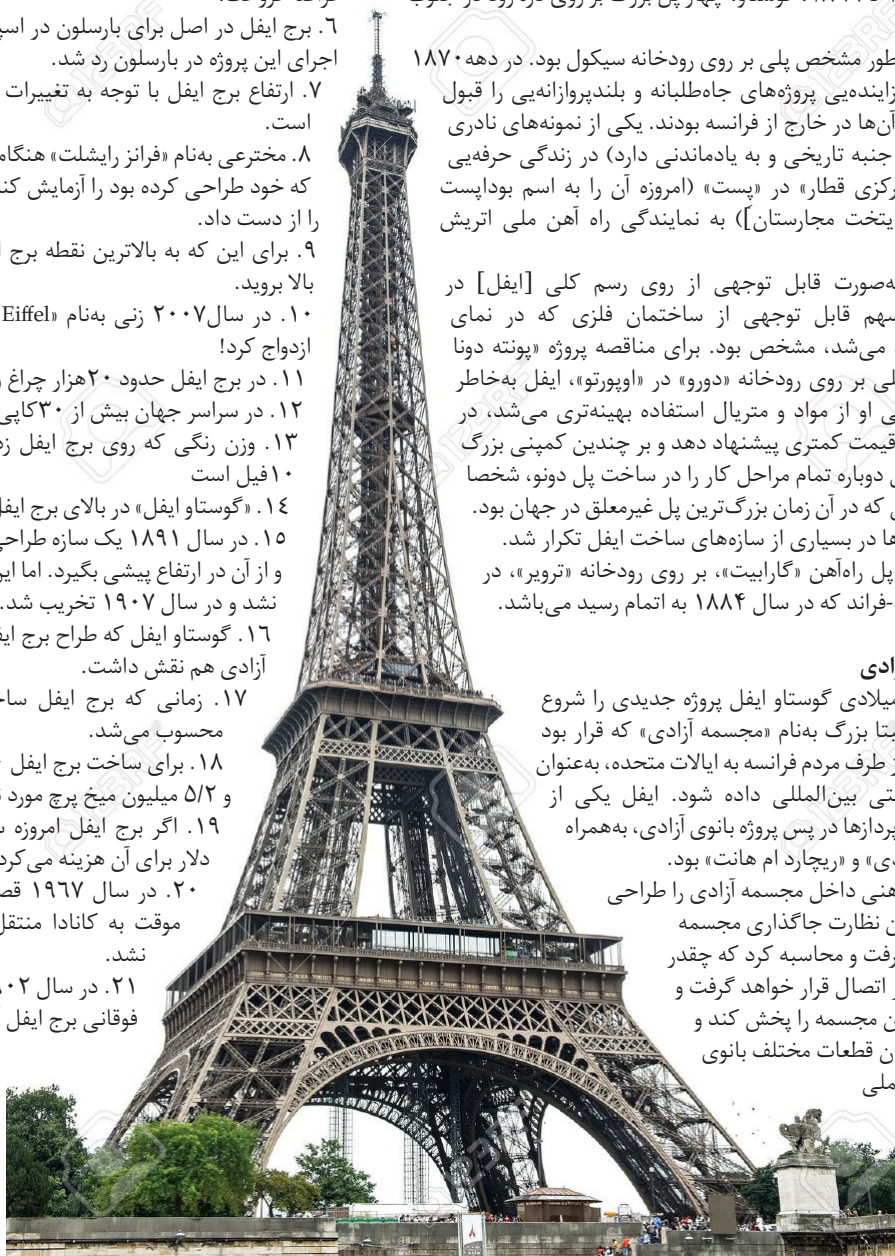 طور مشخص پلی بر روی رودخانه سیکول بود. در دهه۱۸۷۰
زاینده‌یی پروژه‌های جاه‌طلبانه و بلندپروازانه‌یی را قبول
آن‌ها در خارج از فرانسه بودند. یکی از نمونه‌های نادری
جنبه تاریخی و به یادماندنی دارد) در زندگی حرفه‌یی
رکزی قطار» در «پست» (امروزه آن را به اسم بوداپست
یتخت مجارستان]) به نمایندگی راه آهن ملی اتریش
ه‌صورت قابل توجهی از روی رسم کلی [ایفل] در
سهم قابل توجهی از ساختمان فلزی که در نمای
می‌شد، مشخص بود. برای مناقصه پروژه «پونته دونا
لی بر روی رودخانه «دورو» در «اوپورتو»، ایفل به‌خاطر
ی او از مواد و متریال استفاده بهینه‌تری می‌شد، در
قیمت کمتری پیشنهاد دهد و بر چندین کمپنی بزرگ
ل دوباره تمام مراحل کار را در ساخت پل دونو، شخصا
ی که در آن زمان بزرگ‌ترین پل غیرمعلق در جهان بود.
ها در بسیاری از سازه‌های ساخت ایفل تکرار شد.
پل راه‌آهن «گارابیت»، بر روی رودخانه «ترویر»، در
-فراند که در سال ۱۸۸۴ به اتمام رسید می‌باشد.
زادی
میلادی گوستاو ایفل پروژه جدیدی را شروع
بتا بزرگ به‌نام «مجسمه آزادی» که قرار بود
ز طرف مردم فرانسه به ایالات متحده، به‌عنوان
تی بین‌المللی داده شود. ایفل یکی از
پردازها در پس پروژه بانوی آزادی، به‌همراه
دی» و «ریچارد ام هانت» بود.
هنی داخل مجسمه آزادی را طراحی
ن نظارت جاگذاری مجسمه
رفت و محاسبه کرد که چقدر
ر اتصال قرار خواهد گرفت و
ن مجسمه را پخش کند و
ن قطعات مختلف بانوی
ملی
٦. برج ایفل در اصل برای بارسلون در اسپ
اجرای این پروژه در بارسلون رد شد.
۷. ارتفاع برج ایفل با توجه به تغییرات
است.
۸. مخترعی به‌نام «فرانز رایشلت» هنگام
که خود طراحی کرده بود را آزمایش کند
را از دست داد.
۹. برای این که به بالاترین نقطه برج ا
بالا بروید.
۱۰. در سال۲۰۰۷ زنی به‌نام «Eiffel
ازدواج کرد!
۱۱. در برج ایفل حدود ۲۰هزار چراغ و
۱۲. در سراسر جهان بیش از ۳۰کاپی
۱۳. وزن رنگی که روی برج ایفل زد
۱۰فیل است
١٤. «گوستاو ایفل» در بالای برج ایفل
١٥. در سال ۱۸۹۱ یک سازه طراحی
و از آن در ارتفاع پیشی بگیرد. اما این
نشد و در سال ۱۹۰۷ تخریب شد.
١٦. گوستاو ایفل که طراح برج ایفل
آزادی هم نقش داشت.
۱۷. زمانی که برج ایفل ساخ
محسوب می‌شد.
۱۸. برای ساخت برج ایفل
و ۵/۲ میلیون میخ پرچ مورد ن
۱۹. اگر برج ایفل امروزه س
دلار برای آن هزینه می کرد
۲۰. در سال ۱۹٦۷ قص
موقت به کانادا منتقل
نشد.
۲۱. در سال ۹۰۲
فوقانی برج ایفل